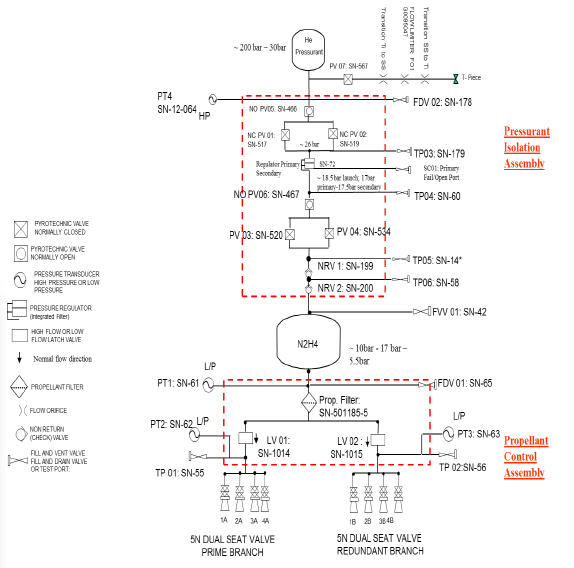 He
Pressurant
~ 200 bar – 30bar
Transition Ti to SS
FLOW LIMITER: FO1
Transition SS to Ti
PV 07: SN-567
T- Piece
PT4
SN-12-064
HP
FDV 02: SN-178
NO PV05: SN-466
NC PV 01:
SN-517
NC PV 02:
SN-519
~ 26 bar
Pressurant
Isolation
Assembly
TP03: SN-179
Regulator Primary
Secondary
SN-72
SC01: Primary
Fail/Open Port
~ 18.5bar launch; 17bar
primary-17.5bar secondary
NO PV06: SN-467
TP04: SN-60
PV 03: SN-520
PV 04: SN-534
TP05: SN-14*
NRV 1: SN-199
TP06: SN-58
NRV 2: SN-200
FVV 01: SN-42
PYROTECHNIC VALVE
NORMALLY CLOSED
PYROTECHNIC VALVE
NORMALLY OPEN
PRESSURE TRANSDUCER
HIGH PRESSURE OR LOW
PRESSURE
PRESSURE REGULATOR
(Integrated Filter)
HIGH FLOW OR LOW
FLOW LATCH VALVE
Normal flow direction
PROPELLANT FILTER
FLOW ORIFICE
NON RETURN
(CHECK) VALVE
FILL AND VENT VALVE
FILL AND DRAIN VALVE
OR TEST PORT:
N2H4
~ 10bar - 17 bar –
5.5bar
L/P
PT1: SN-61
FDV 01: SN-65
Prop. Filter:
SN-501185-5
PT2: SN-62
L/P
LV 01:
SN-1014
LV 02 :
SN-1015
L/P
PT3: SN-63
Propellant
Control
Assembly
TP 01: SN-55
TP 02: SN-56
1A
2A
3A
4A
1B
2B
3B
4B
5N DUAL SEAT VALVE
PRIME BRANCH
5N DUAL SEAT VALVE
REDUNDANT BRANCH